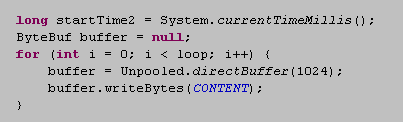 long startTime2 = System.currentTimeMillis();
ByteBuf buffer = null;
for (int i = 0; i < loop; i++) {
    buffer = Unpooled.directBuffer(1024);
    buffer.writeBytes(CONTENT);
}